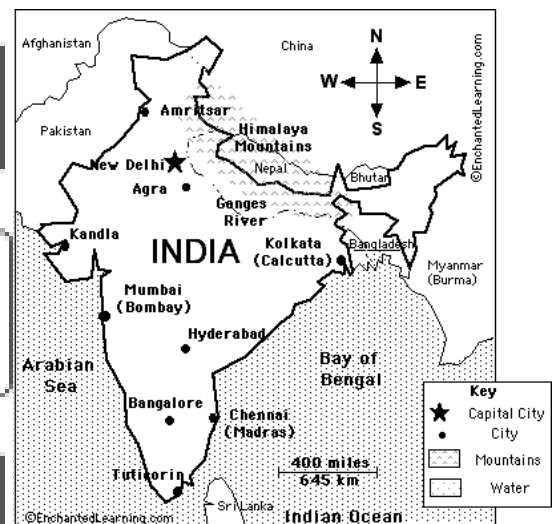 Afghanistan
China
N
W E
S
©EnchantedLearning.com
Pakistan
Amritsar
Himalaya
Mountains
New Delhi
Nepal
Bhutan
Agra
Ganges
River
Kandla
INDIA
Kolkata
(Calcutta)
Bangladesh
Myanmar
(Burma)
Mumbai
(Bombay)
Hyderabad
Arabian
Sea
Bay of
Bengal
Bangalore
Chennai
(Madras)
Key
Capital City
City
Mountains
Water
Tuticorin
400 miles
645 km
Sri Lanka
©EnchantedLearning.com
Indian Ocean